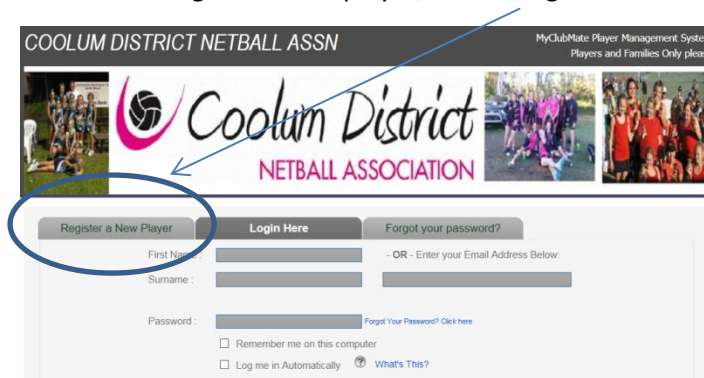 COOLUM DISTRICT NETBALL ASSN
MyClubMate Player Management
Players and Families Only
Coolum District
NETBALL ASSOCIATION
Register a New Player
Login Here
Forgot your password?
First Name :
- OR - Enter your Email Address Below:
Surname :
Password :
Forgot Your Password? Click here
Remember me on this computer
Log me in Automatically
What's This?